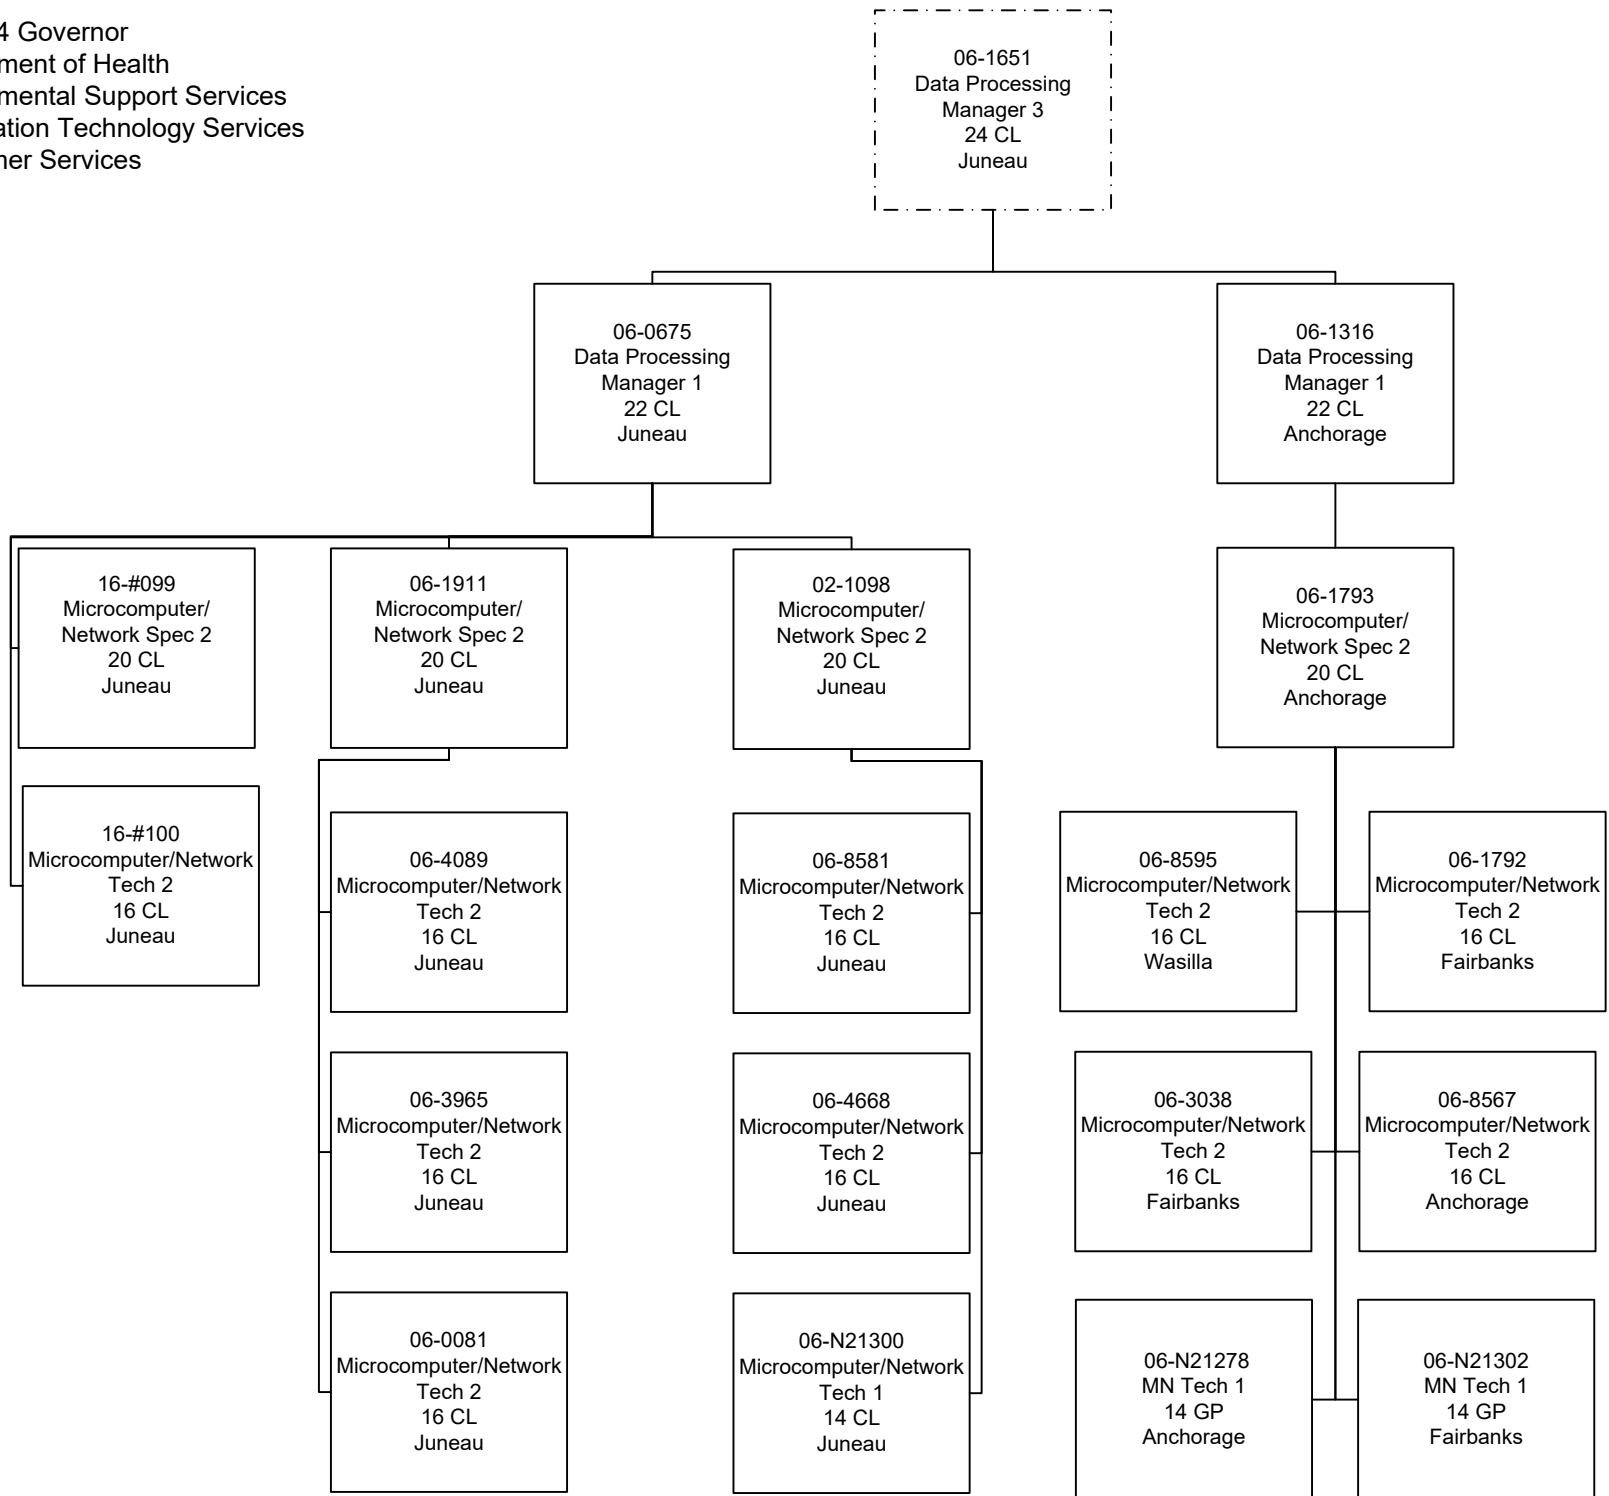 4 Governor
ment of Health
mental Support Services
ation Technology Services
ner Services
06-1651
Data Processing
Manager 3
24 CL
Juneau
06-0675
Data Processing
Manager 1
22 CL
Juneau
06-1316
Data Processing
Manager 1
22 CL
Anchorage
16-#099
Microcomputer/
Network Spec 2
20 CL
Juneau
06-1911
Microcomputer/
Network Spec 2
20 CL
Juneau
02-1098
Microcomputer/
Network Spec 2
20 CL
Juneau
06-1793
Microcomputer/
Network Spec 2
20 CL
Anchorage
16-#100
Microcomputer/Network
Tech 2
16 CL
Juneau
06-4089
Microcomputer/Network
Tech 2
16 CL
Juneau
06-8581
Microcomputer/Network
Tech 2
16 CL
Juneau
06-8595
Microcomputer/Network
Tech 2
16 CL
Wasilla
06-1792
Microcomputer/Network
Tech 2
16 CL
Fairbanks
06-3965
Microcomputer/Network
Tech 2
16 CL
Juneau
06-4668
Microcomputer/Network
Tech 2
16 CL
Juneau
06-3038
Microcomputer/Network
Tech 2
16 CL
Fairbanks
06-8567
Microcomputer/Network
Tech 2
16 CL
Anchorage
06-0081
Microcomputer/Network
Tech 2
16 CL
Juneau
06-N21300
Microcomputer/Network
Tech 1
14 CL
Juneau
06-N21278
MN Tech 1
14 GP
Anchorage
06-N21302
MN Tech 1
14 GP
Fairbanks